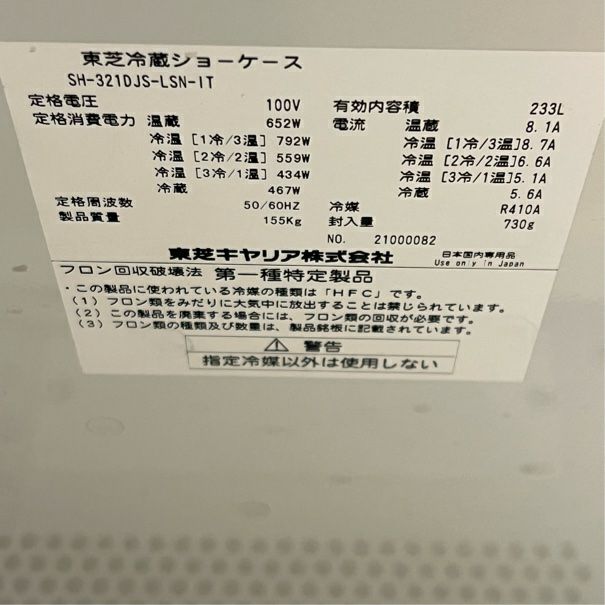 東芝冷蔵ショーケース
SH-321DJS-LSN-IT
定格電圧 100V 有効内容積 233L
定格消費電力 温蔵 652W 電流 温蔵 8.1A
冷温 [1冷/3温] 792W 冷温 [1冷/3温]8.7A
冷温 [2冷/2温] 559W 冷温 [2冷/2温]6.6A
冷温 [3冷/1温] 434W 冷温 [3冷/1温]5.1A
冷蔵 467W 冷蔵 5.6A
定格周波数 50/60HZ 冷媒 R410A
製品質量 155Kg 封入量 730g
NO. 21000082
東芝キヤリア株式会社 日本国内専用品
Use only in Japan
フロン回収破壊法 第一種特定製品
・この製品に使われている冷媒の種類は「HFC」です。
(1) フロン類をみだりに大気中に放出することは禁じられています。
(2) この製品を廃棄する場合には、フロン類の回収が必要です。
(3) フロン類の種類及び数量は、製品銘板に記載されています。
⚠ 警告
指定冷媒以外は使用しない